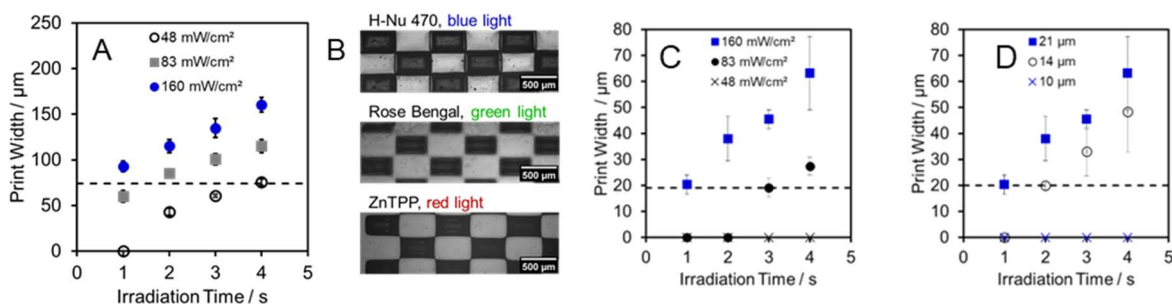 A
250
200
150
100
50
0
0 1 2 3 4 5
Print Width / µm
Irradiation Time / s
48 mW/cm²
83 mW/cm²
160 mW/cm²
B
H-Nu 470, blue light
500 µm
Rose Bengal, green light
500 µm
ZnTPP, red light
500 µm
C
80
70
60
50
40
30
20
10
0
0 1 2 3 4 5
Print Width / µm
Irradiation Time / s
160 mW/cm²
83 mW/cm²
48 mW/cm²
D
80
70
60
50
40
30
20
10
0
0 1 2 3 4 5
Print Width / µm
Irradiation Time / s
21 µm
14 µm
10 µm